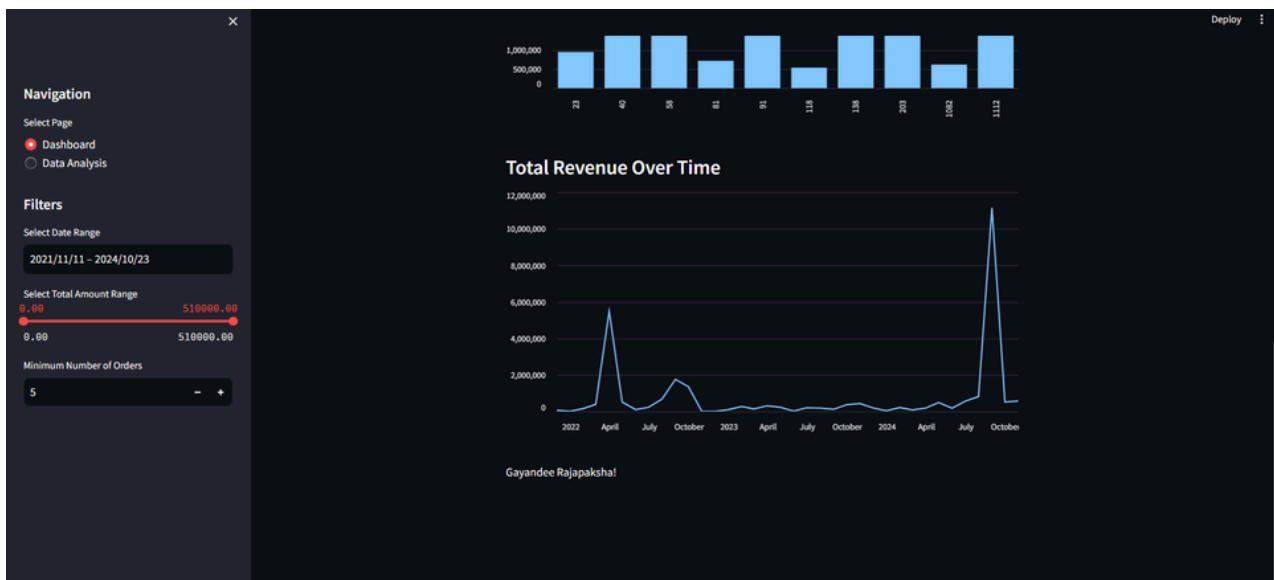 ×
Navigation
Select Page
Dashboard
Data Analysis
Filters
Select Date Range
2021/11/11 – 2024/10/23
Select Total Amount Range
0.00 510000.00
0.00 510000.00
Minimum Number of Orders
5 − +
Deploy
1,000,000
500,000
0
23 40 58 81 91 118 138 203 1082 1112
Total Revenue Over Time
12,000,000
10,000,000
8,000,000
6,000,000
4,000,000
2,000,000
0
2022 April July October 2023 April July October 2024 April July October
Gayandee Rajapaksha!